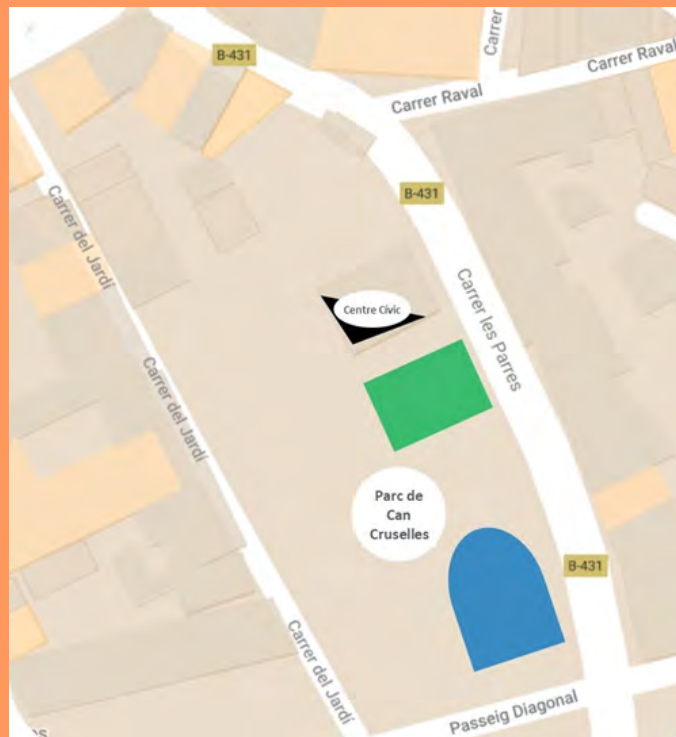 B-431
Carrer
Carrer Raval
Carrer Raval
B-431
Carrer del Jardí
Centre Cívic
Carrer les Parres
Carrer del Jardí
Parc de
Can
Cruselles
B-431
Carrer del Jardí
Passeig Diagonal